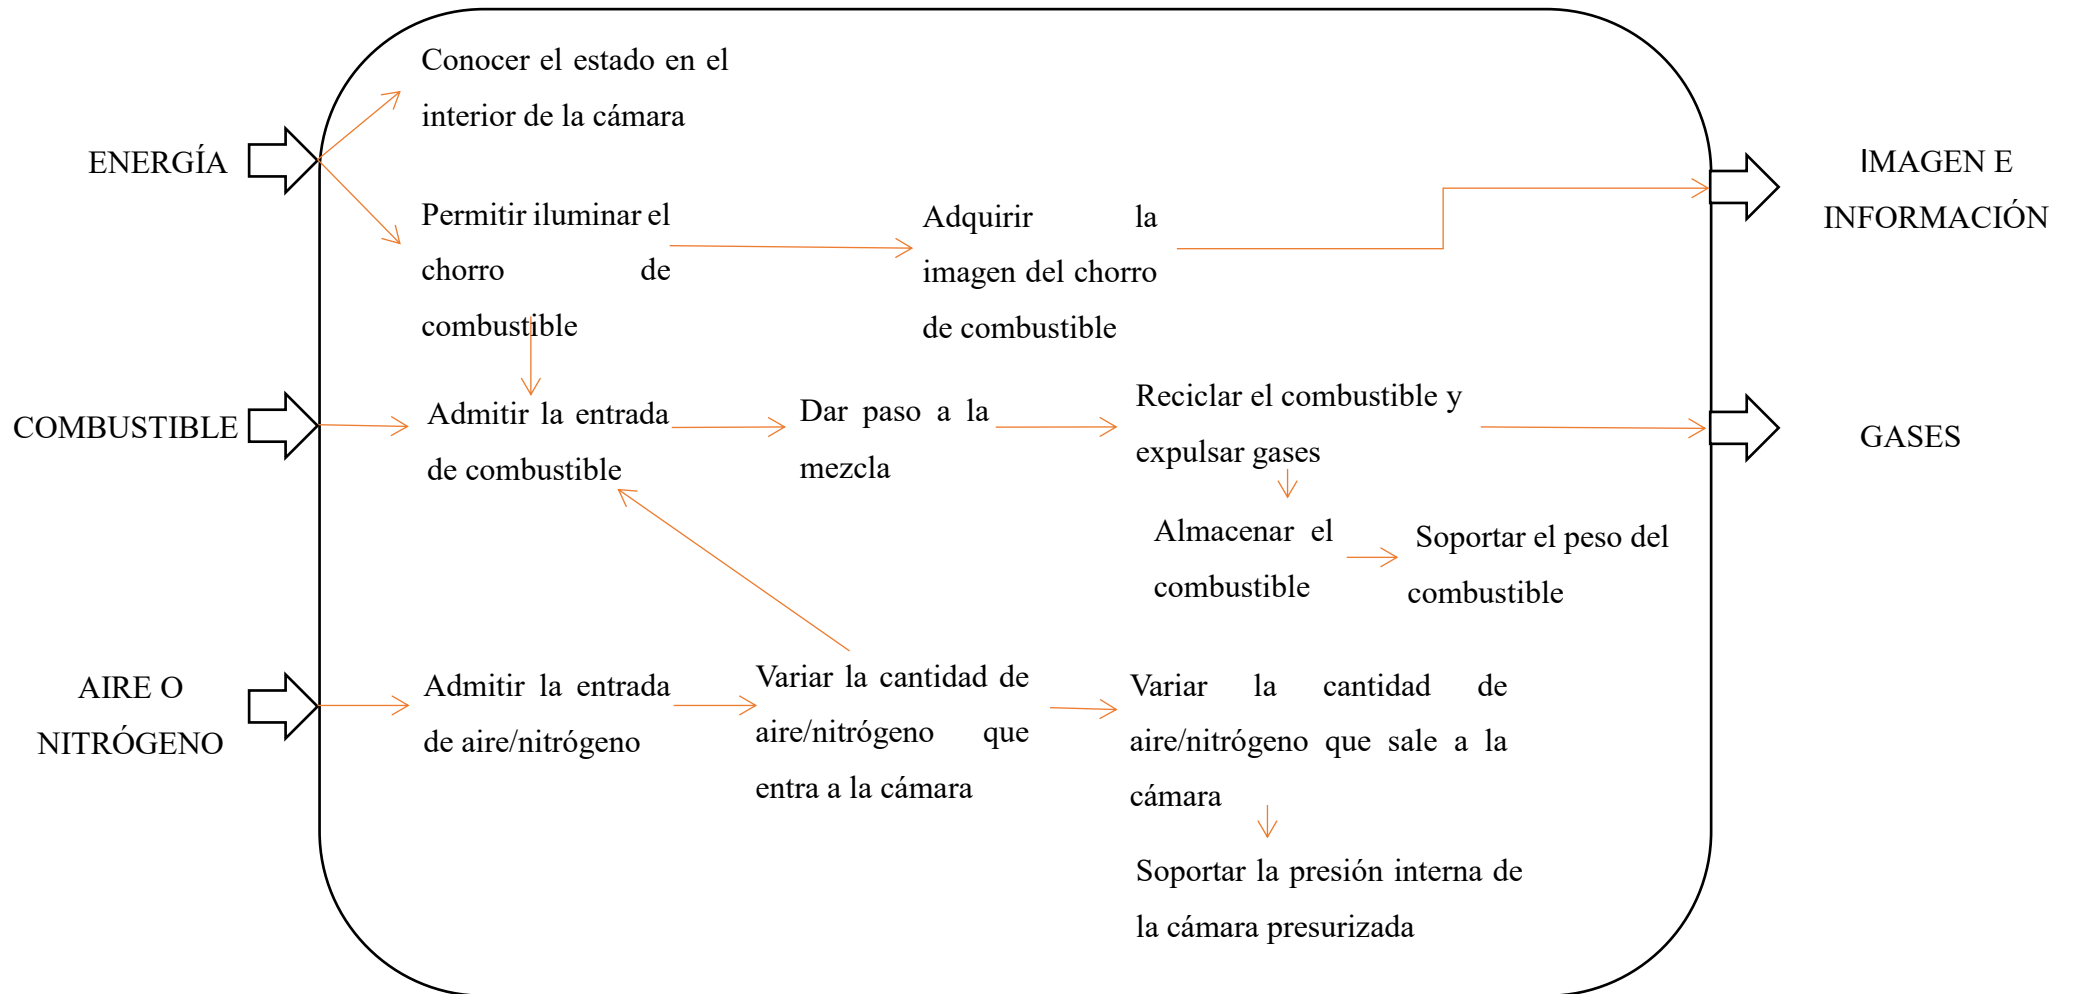 Conocer el estado en el
interior de la cámara
ENERGÍA
IMAGEN E
INFORMACIÓN
Permitir iluminar el
chorro de
combustible
Adquirir la
imagen del chorro
de combustible
COMBUSTIBLE
Admitir la entrada
de combustible
Dar paso a la
mezcla
Reciclar el combustible y
expulsar gases
GASES
Almacenar el
combustible
Soportar el peso del
combustible
AIRE O
NITRÓGENO
Admitir la entrada
de aire/nitrógeno
Variar la cantidad de
aire/nitrógeno que
entra a la cámara
Variar la cantidad de
aire/nitrógeno que sale a la
cámara
Soportar la presión interna de
la cámara presurizada